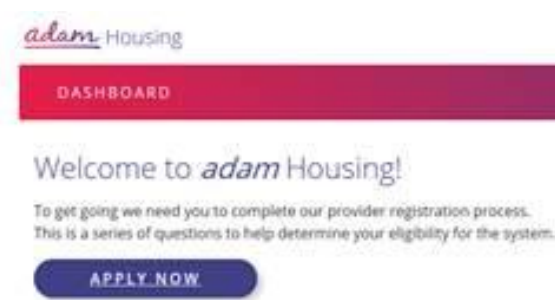 adam Housing
DASHBOARD
Welcome to adam Housing!
To get going we need you to complete our provider registration process.
This is a series of questions to help determine your eligibility for the system.
APPLY NOW